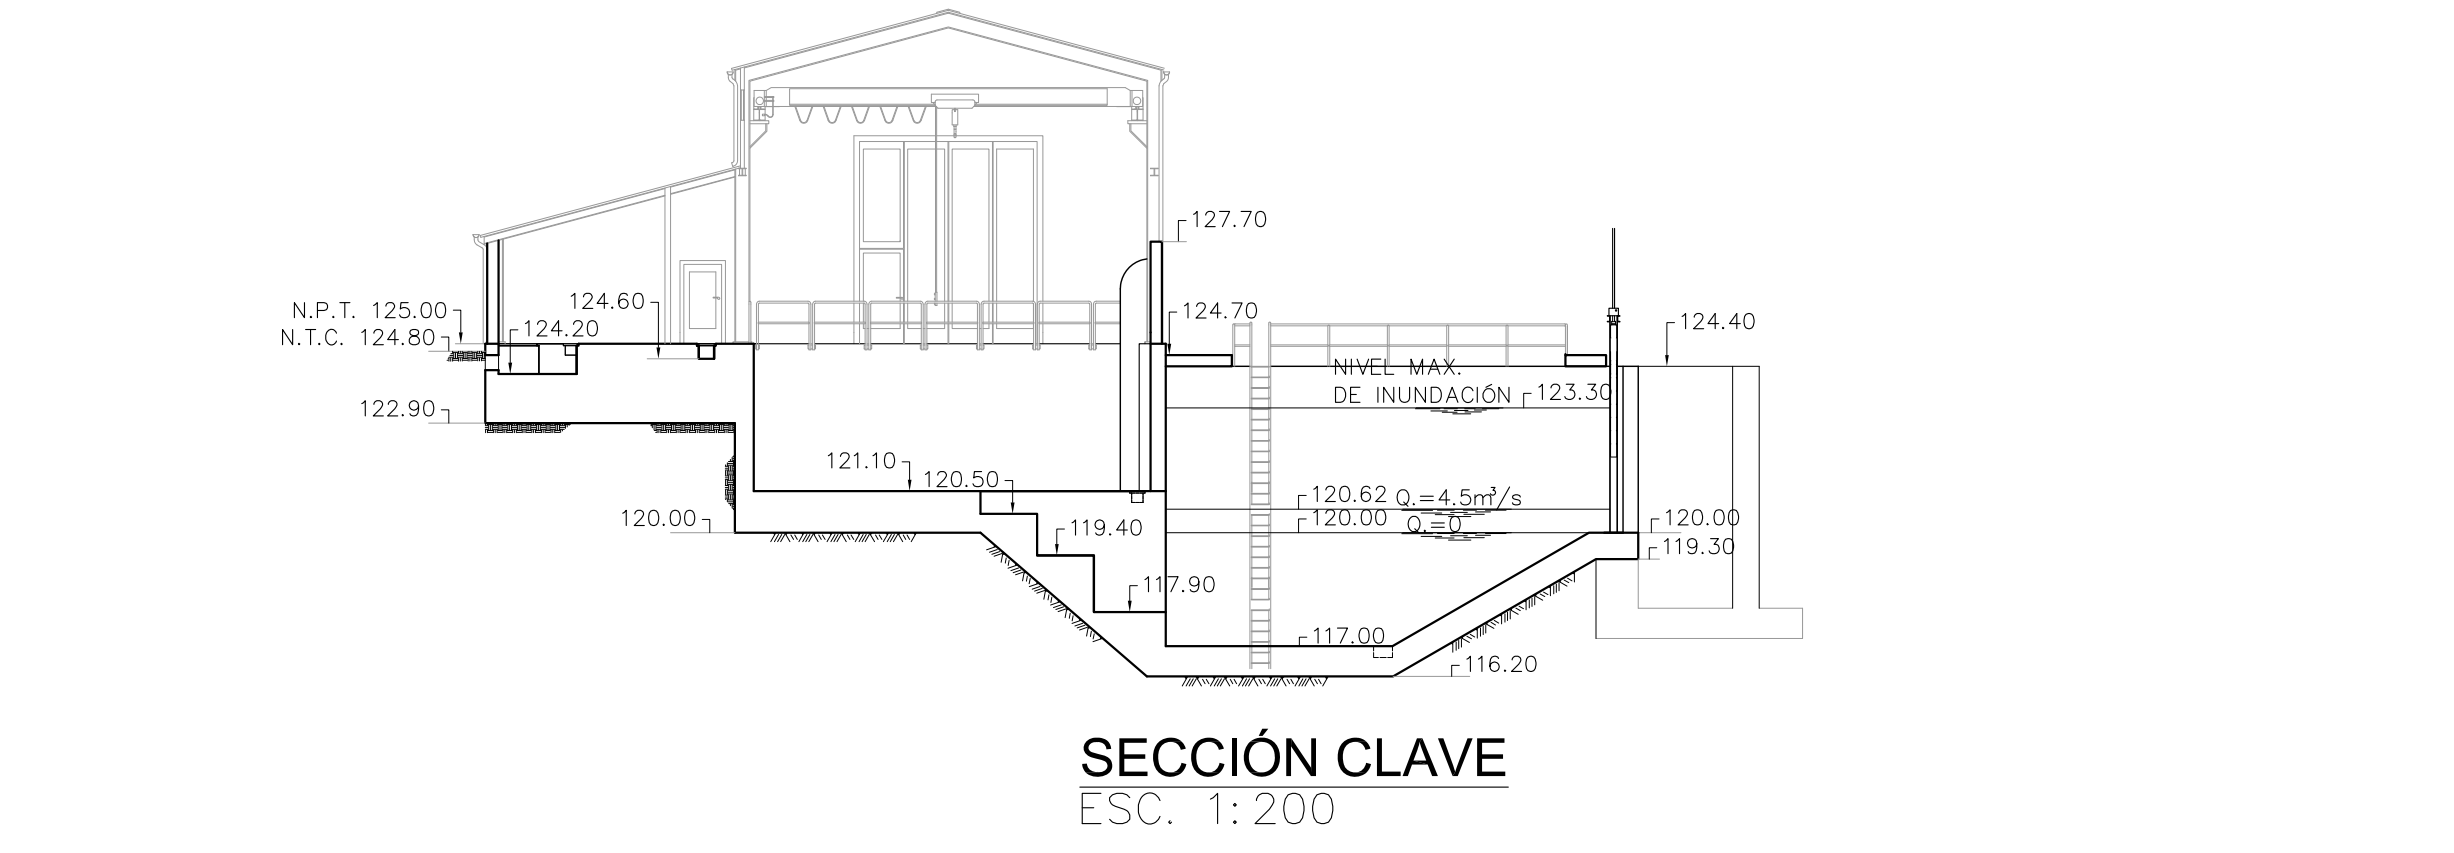 127.70
N.P.T. 125.00
124.60
124.70
N.T.C. 124.80
124.20
124.40
NIVEL MAX.
DE INUNDACIÓN
123.30
122.90
121.10
120.50
120.62 Q.=4.5m³/s
120.00
119.40
120.00 Q.=0
120.00
119.30
117.90
117.00
116.20
SECCIÓN CLAVE
ESC. 1:200